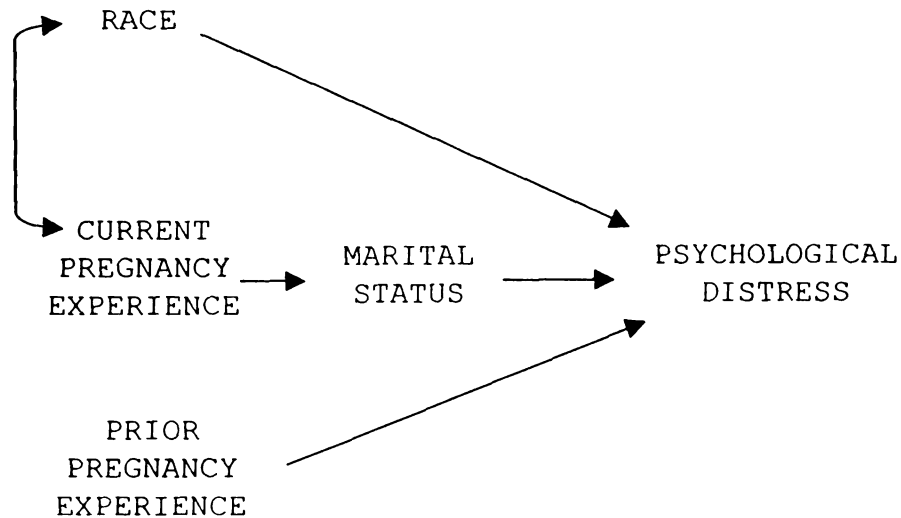 RACE
CURRENT
PREGNANCY
EXPERIENCE
MARITAL
STATUS
PSYCHOLOGICAL
DISTRESS
PRIOR
PREGNANCY
EXPERIENCE